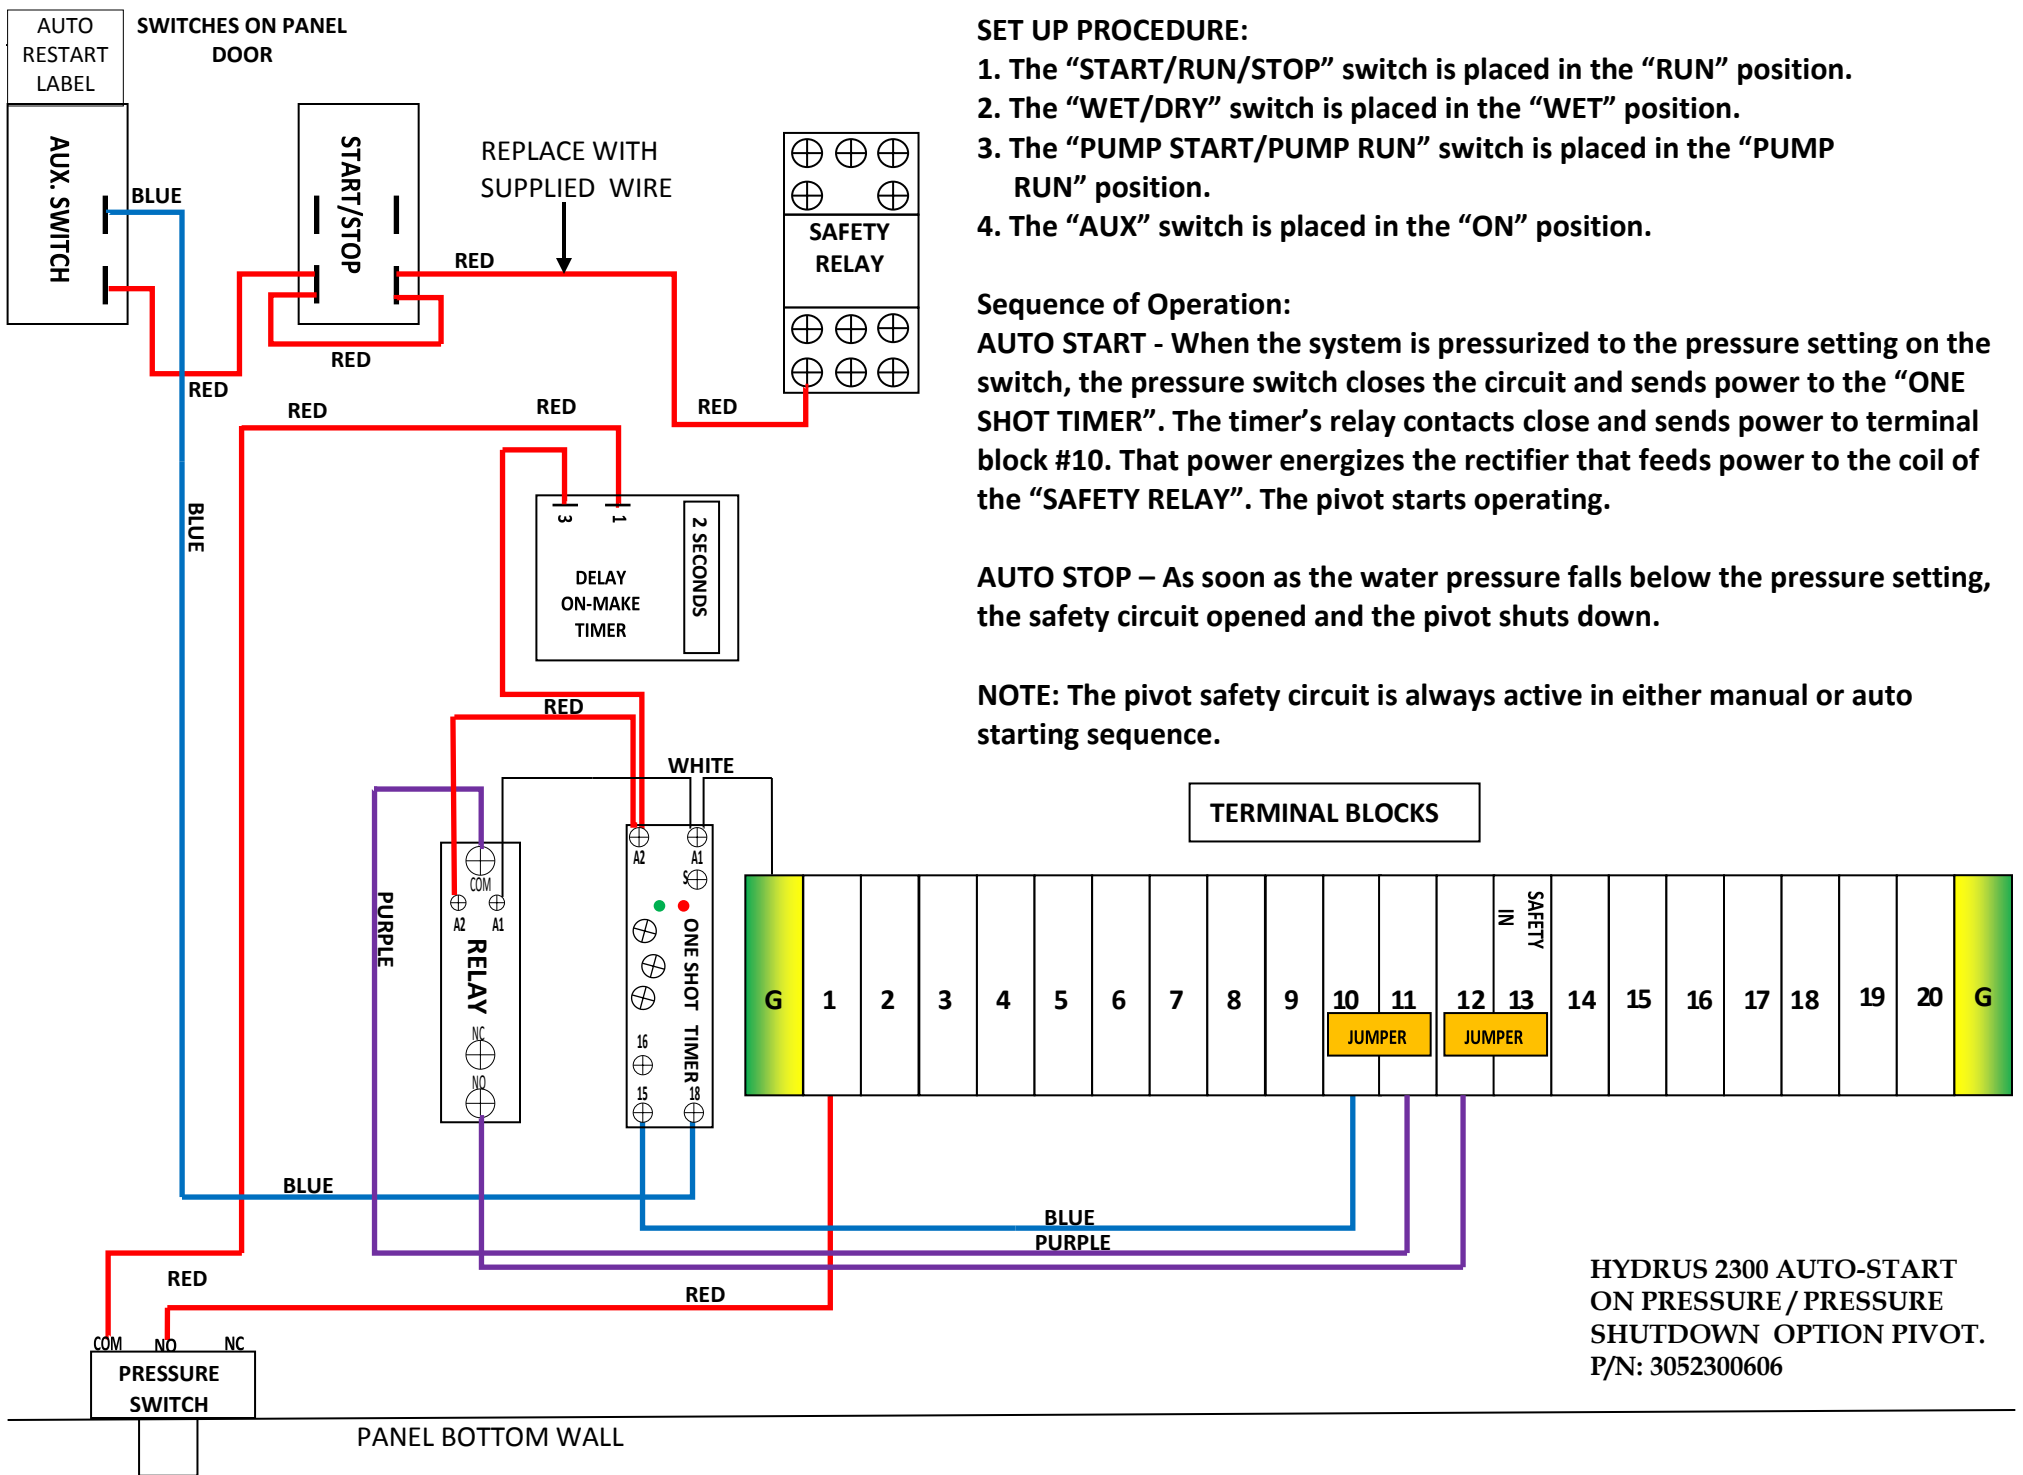 AUTO
RESTART
LABEL
SWITCHES ON PANEL
DOOR
AUX. SWITCH
START/STOP
BLUE
RED
RED
RED
REPLACE WITH
SUPPLIED WIRE
RED
RED
RED
RED
SAFETY
RELAY
SET UP PROCEDURE:
1. The “START/RUN/STOP” switch is placed in the “RUN” position.
2. The “WET/DRY” switch is placed in the “WET” position.
3. The “PUMP START/PUMP RUN” switch is placed in the “PUMP
RUN” position.
4. The “AUX” switch is placed in the “ON” position.
Sequence of Operation:
AUTO START - When the system is pressurized to the pressure setting on the
switch, the pressure switch closes the circuit and sends power to the “ONE
SHOT TIMER”. The timer’s relay contacts close and sends power to terminal
block #10. That power energizes the rectifier that feeds power to the coil of
the “SAFETY RELAY”. The pivot starts operating.
AUTO STOP – As soon as the water pressure falls below the pressure setting,
the safety circuit opened and the pivot shuts down.
NOTE: The pivot safety circuit is always active in either manual or auto
starting sequence.
BLUE
3
1
2 SECONDS
DELAY
ON-MAKE
TIMER
RED
WHITE
PURPLE
COM
A2
A1
RELAY
NC
NO
A2
A1
S
ONE SHOT TIMER
16
15
18
TERMINAL BLOCKS
SAFETY
IN
G 1 2 3 4 5 6 7 8 9 10 11 12 13 14 15 16 17 18 19 20 G
JUMPER
JUMPER
BLUE
BLUE
PURPLE
RED
RED
COM
NO
NC
PRESSURE
SWITCH
PANEL BOTTOM WALL
HYDRUS 2300 AUTO-START
ON PRESSURE / PRESSURE
SHUTDOWN OPTION PIVOT.
P/N: 3052300606